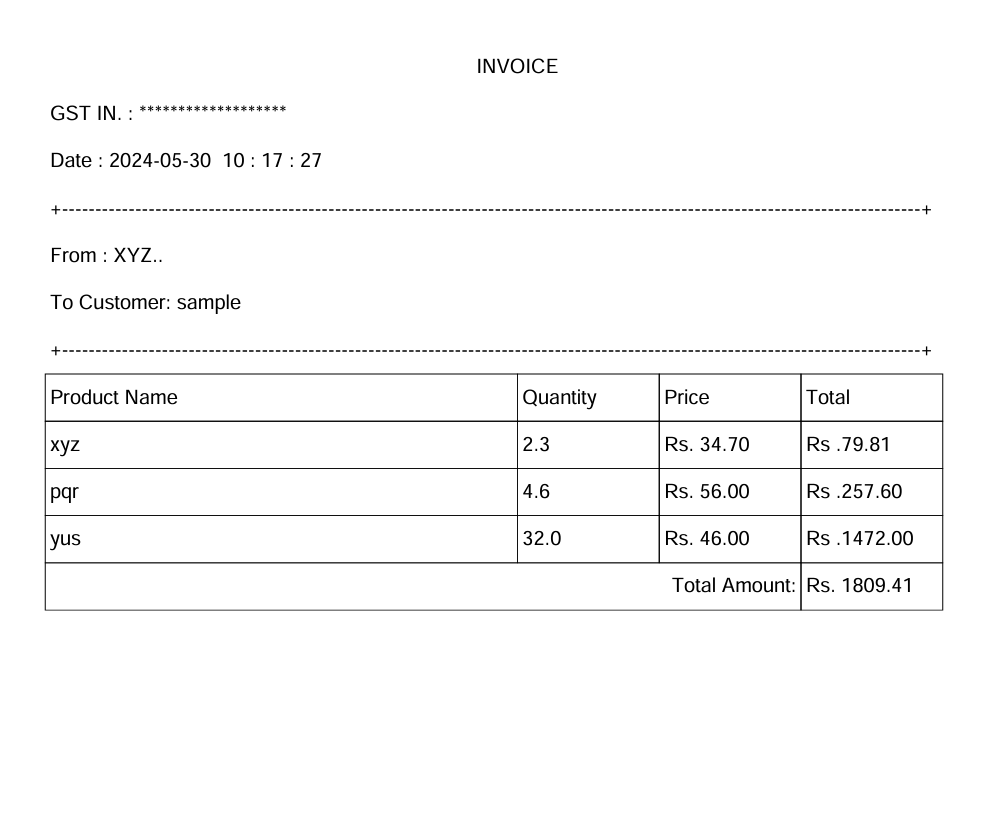 INVOICE
GST IN. : *******************
Date : 2024-05-30  10 : 17 : 27
+---------------------------------------------------------------------------------------------------------------------------------+
From : XYZ..
To Customer: sample
+---------------------------------------------------------------------------------------------------------------------------------+
Product Name Quantity Price Total
xyz 2.3 Rs. 34.70 Rs .79.81
pqr 4.6 Rs. 56.00 Rs .257.60
yus 32.0 Rs. 46.00 Rs .1472.00
Total Amount: Rs. 1809.41